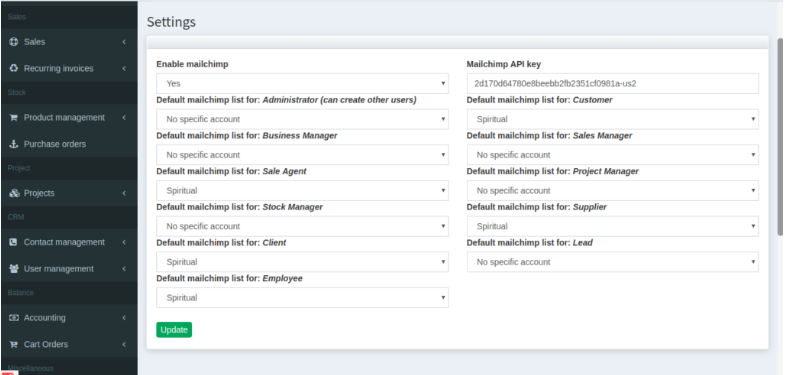 Sales
Sales
Recurring invoices
Stock
Product management
Purchase orders
Project
Projects
CRM
Contact management
User management
Balance
Accounting
Cart Orders
Miscellaneous
Settings
Enable mailchimp
Yes
Mailchimp API key
2d170d64780e8beebb2fb2351cf0981a-us2
Default mailchimp list for: Administrator (can create other users)
No specific account
Default mailchimp list for: Customer
Spiritual
Default mailchimp list for: Business Manager
No specific account
Default mailchimp list for: Sales Manager
No specific account
Default mailchimp list for: Sale Agent
Spiritual
Default mailchimp list for: Project Manager
No specific account
Default mailchimp list for: Stock Manager
No specific account
Default mailchimp list for: Supplier
Spiritual
Default mailchimp list for: Client
Spiritual
Default mailchimp list for: Lead
No specific account
Default mailchimp list for: Employee
Spiritual
Update